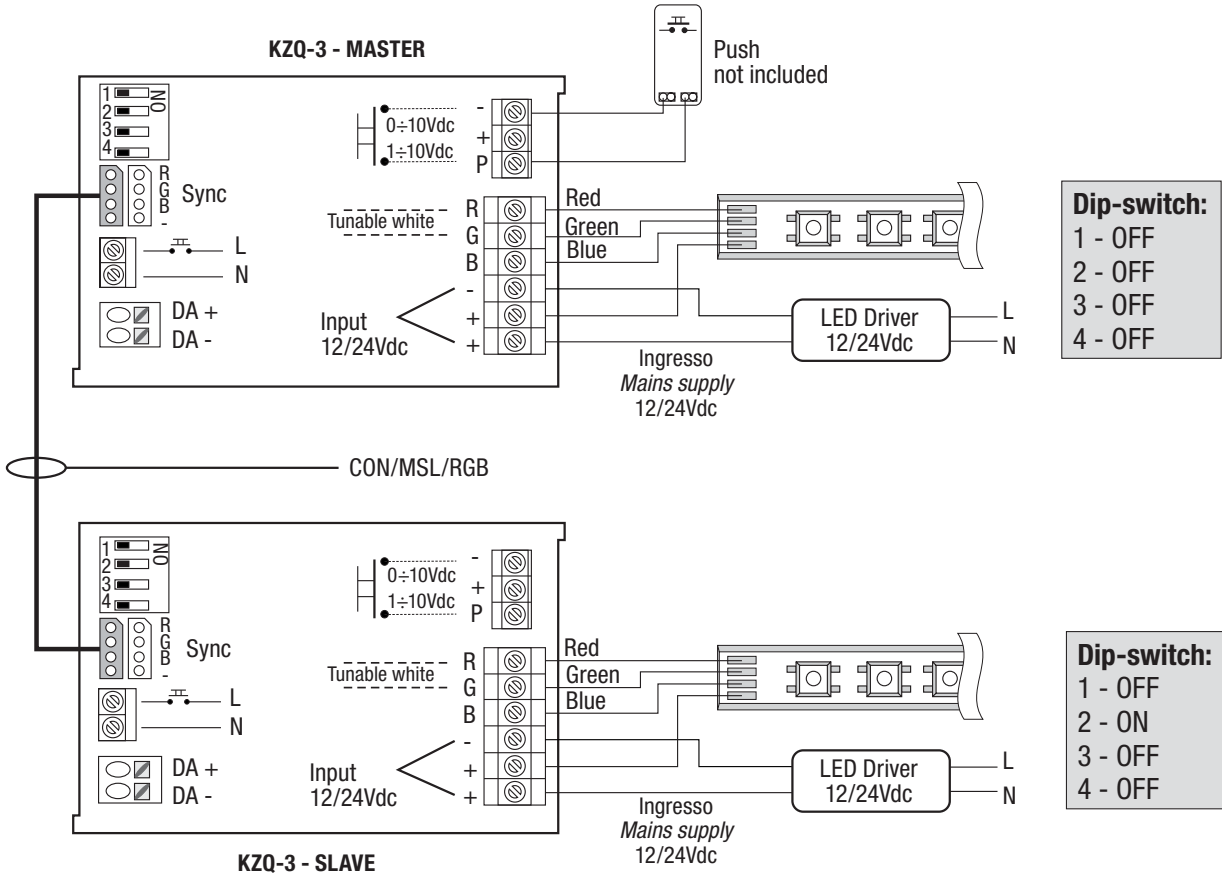 KZQ-3 - MASTER
Push
not included
1
2
3
4
ON
0÷10Vdc
1÷10Vdc
-
+
P
R
G
B
-
Sync
L
N
DA +
DA -
Tunable white
R
G
B
-
+
+
Red
Green
Blue
Input
12/24Vdc
LED Driver
12/24Vdc
L
N
Ingresso
Mains supply
12/24Vdc
Dip-switch:
1 - OFF
2 - OFF
3 - OFF
4 - OFF
CON/MSL/RGB
1
2
3
4
ON
0÷10Vdc
1÷10Vdc
-
+
P
R
G
B
-
Sync
L
N
DA +
DA -
Tunable white
R
G
B
-
+
+
Red
Green
Blue
Input
12/24Vdc
LED Driver
12/24Vdc
L
N
Ingresso
Mains supply
12/24Vdc
Dip-switch:
1 - OFF
2 - ON
3 - OFF
4 - OFF
KZQ-3 - SLAVE